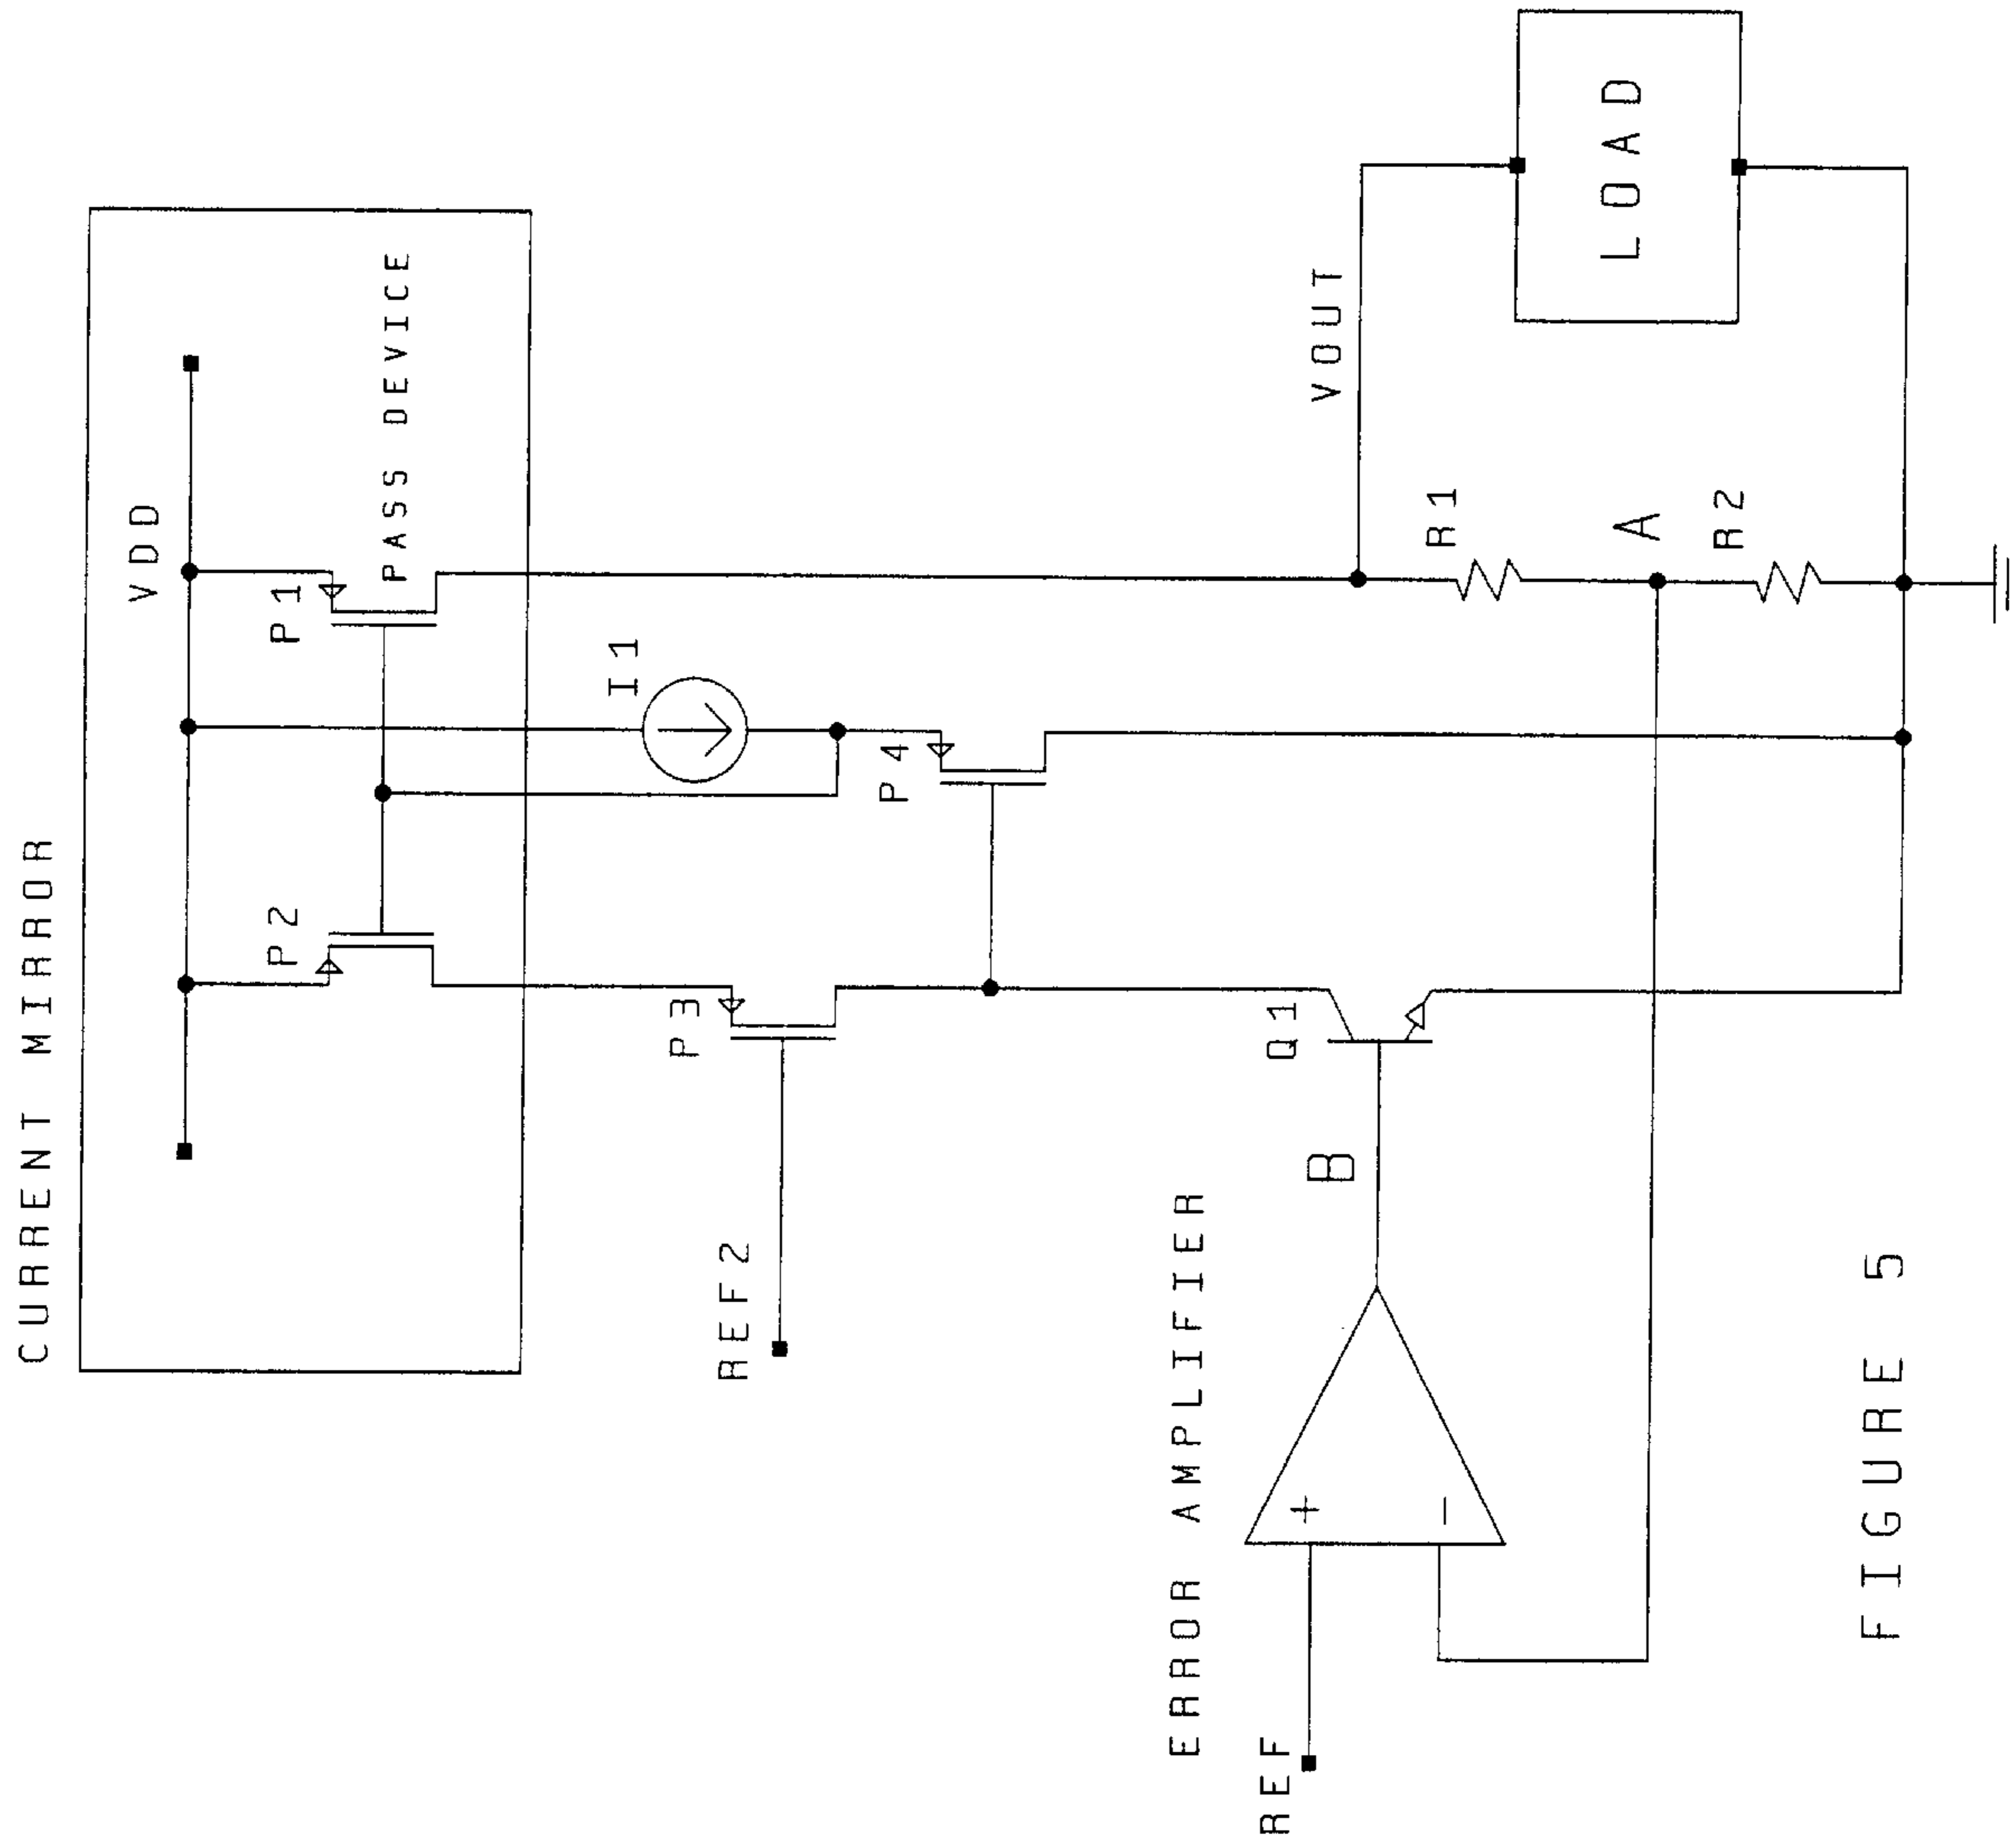 CURRENT MIRROR
VDD
P2
P1
PASS DEVICE
I1
P3
REF2
P4
ERROR AMPLIFIER
REF
+
−
B
Q1
VOUT
R1
A
R2
LOAD
FIGURE 5